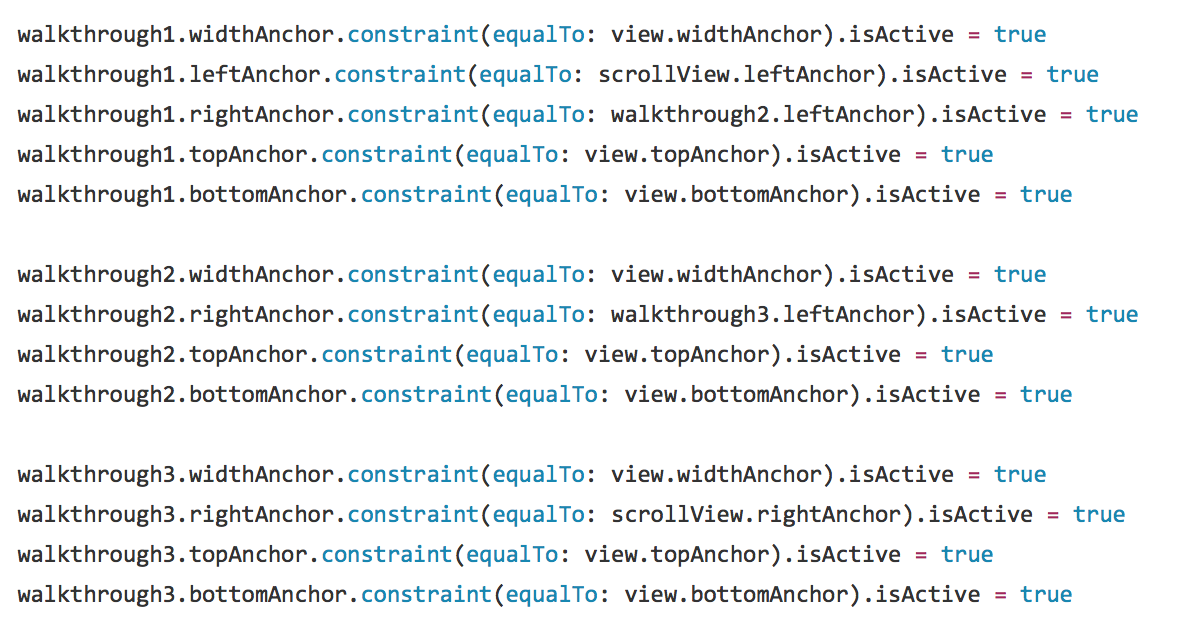 walkthrough1.widthAnchor.constraint(equalTo: view.widthAnchor).isActive = true
walkthrough1.leftAnchor.constraint(equalTo: scrollView.leftAnchor).isActive = true
walkthrough1.rightAnchor.constraint(equalTo: walkthrough2.leftAnchor).isActive = true
walkthrough1.topAnchor.constraint(equalTo: view.topAnchor).isActive = true
walkthrough1.bottomAnchor.constraint(equalTo: view.bottomAnchor).isActive = true
walkthrough2.widthAnchor.constraint(equalTo: view.widthAnchor).isActive = true
walkthrough2.rightAnchor.constraint(equalTo: walkthrough3.leftAnchor).isActive = true
walkthrough2.topAnchor.constraint(equalTo: view.topAnchor).isActive = true
walkthrough2.bottomAnchor.constraint(equalTo: view.bottomAnchor).isActive = true
walkthrough3.widthAnchor.constraint(equalTo: view.widthAnchor).isActive = true
walkthrough3.rightAnchor.constraint(equalTo: scrollView.rightAnchor).isActive = true
walkthrough3.topAnchor.constraint(equalTo: view.topAnchor).isActive = true
walkthrough3.bottomAnchor.constraint(equalTo: view.bottomAnchor).isActive = true